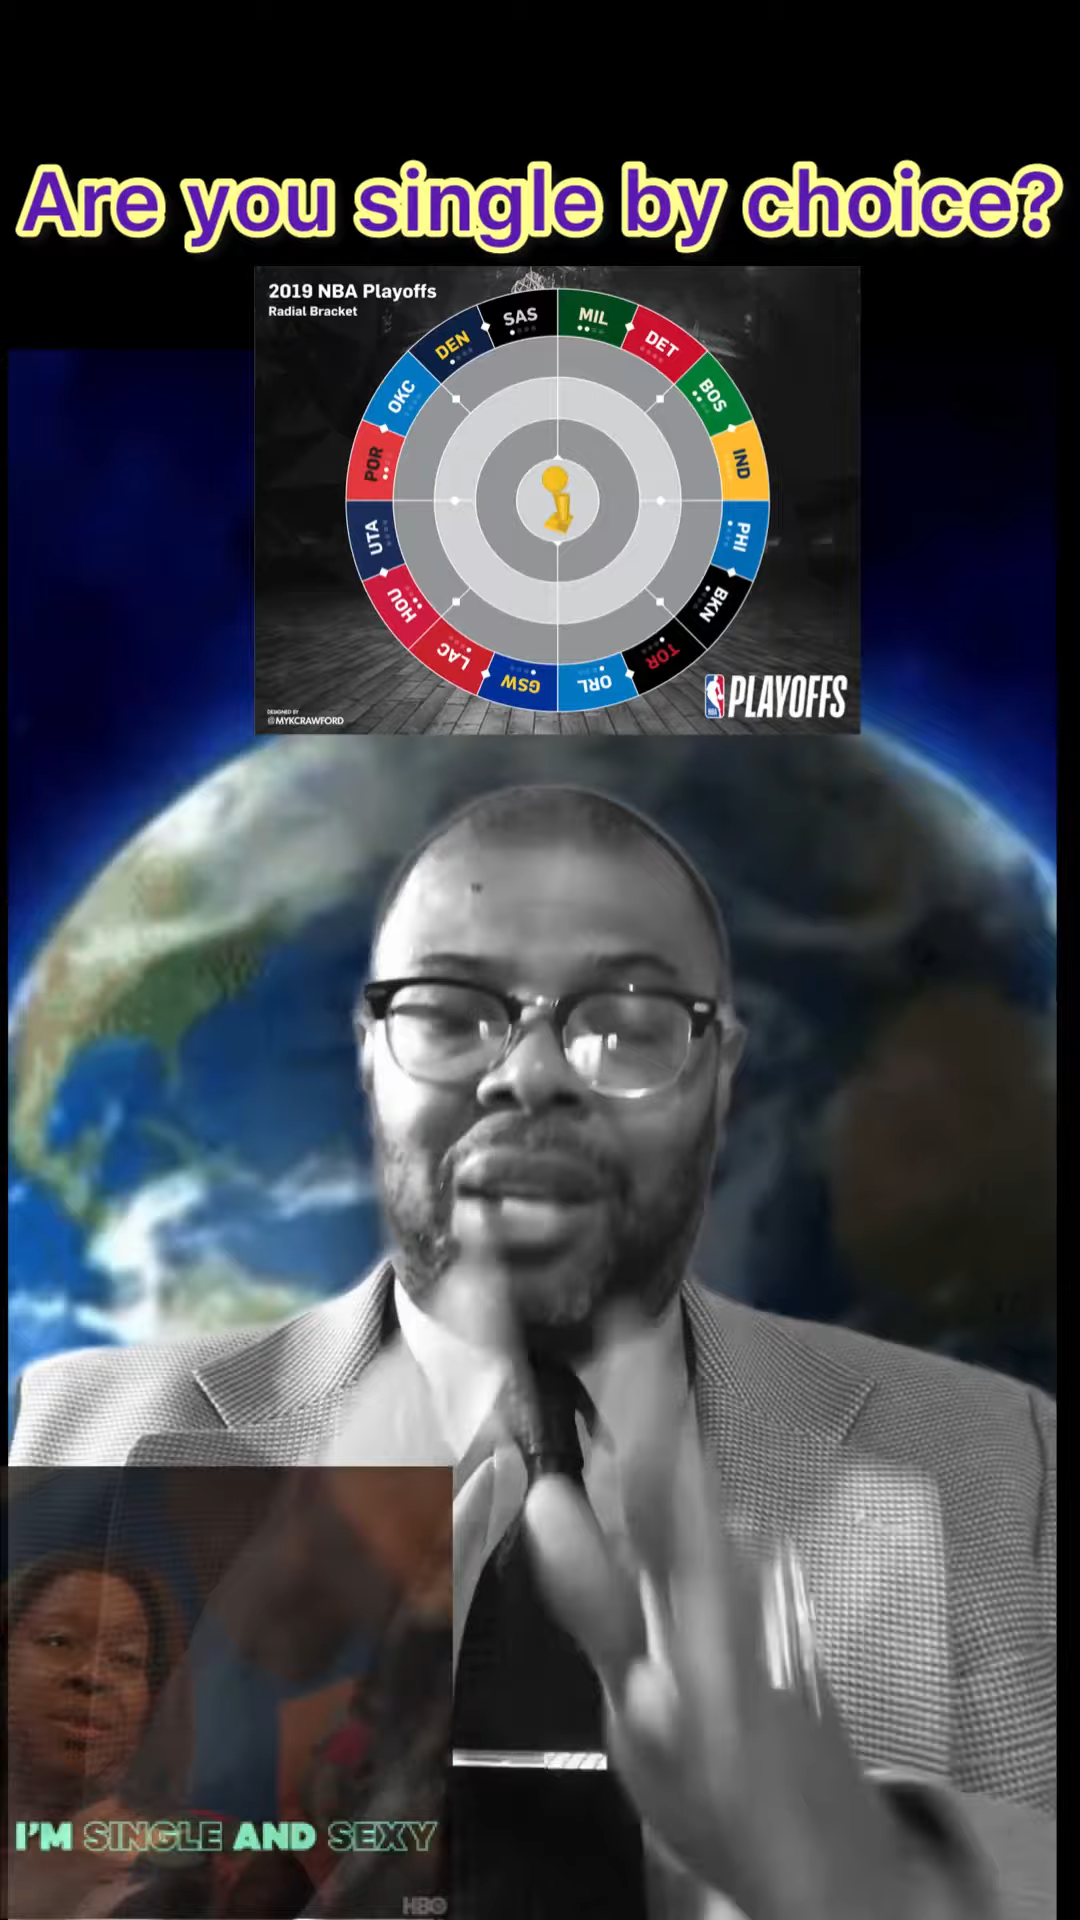 Are you single by choice?
2019 NBA Playoffs
Radial Bracket
SAS
MIL
DEN
DET
OKC
BOS
POR
IND
UTA
PHI
HOU
BKN
LAC
TOR
GSW
ORL
NBA
PLAYOFFS
DESIGNED BY
@MYKCRAWFORD
I'M SINGLE AND SEXY
HBO